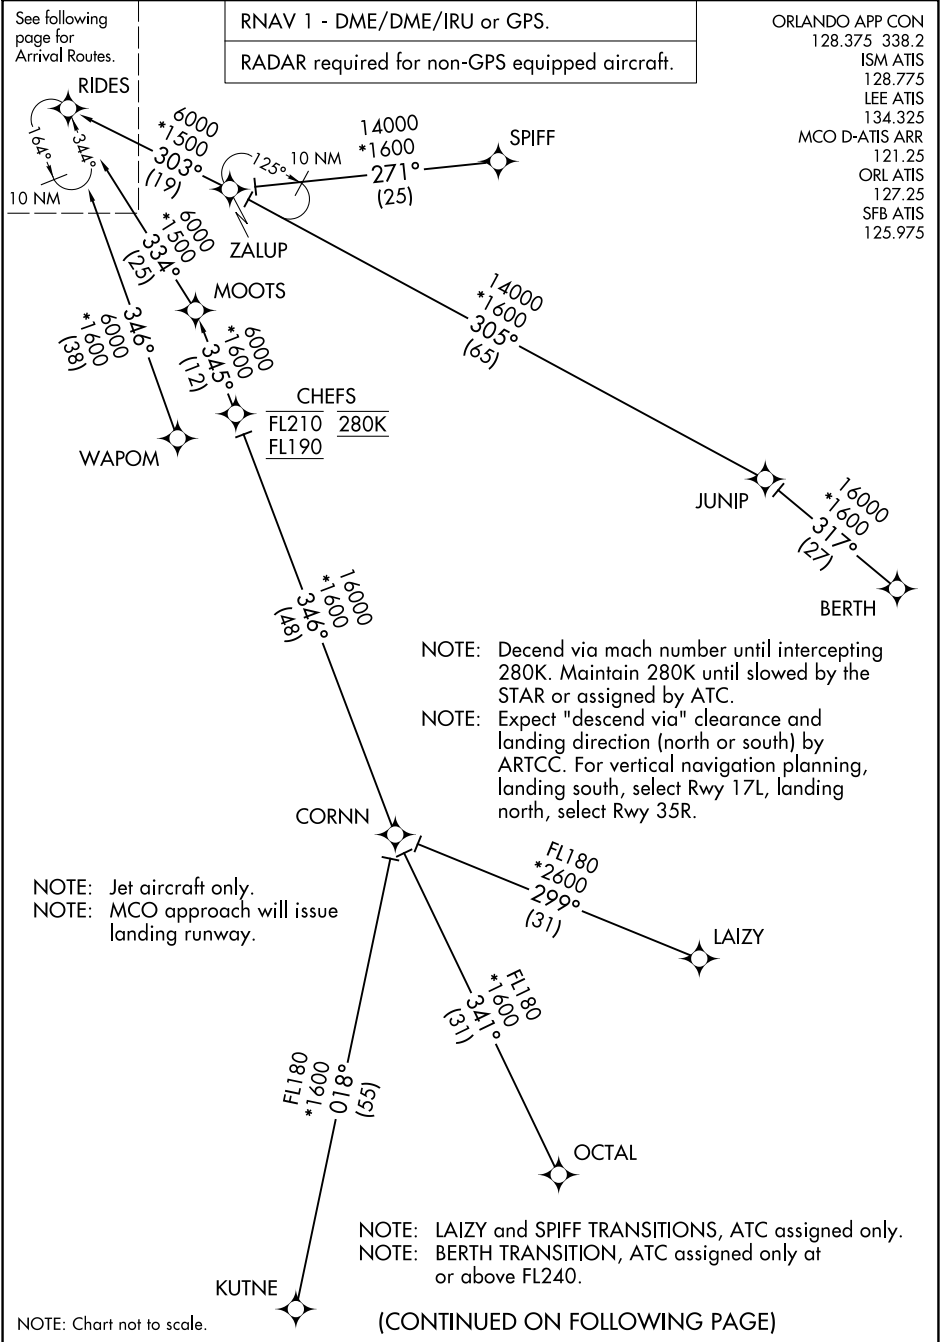 See following
page for
Arrival Routes.
RNAV 1 - DME/DME/IRU or GPS.
RADAR required for non-GPS equipped aircraft.
ORLANDO APP CON
128.375 338.2
ISM ATIS
128.775
LEE ATIS
134.325
MCO D-ATIS ARR
121.25
ORL ATIS
127.25
SFB ATIS
125.975
RIDES
164°
344°
10 NM
6000
*1500
303°
(19)
125°
10 NM
14000
*1600
271°
(25)
SPIFF
ZALUP
6000
*1500
334°
(25)
MOOTS
6000
*1600
346°
(38)
6000
*1600
345°
(12)
14000
*1600
305°
(65)
CHEFS
FL210 280K
FL190
WAPOM
JUNIP
16000
*1600
317°
(27)
BERTH
16000
*1600
346°
(48)
NOTE: Decend via mach number until intercepting
280K. Maintain 280K until slowed by the
STAR or assigned by ATC.
NOTE: Expect "descend via" clearance and
landing direction (north or south) by
ARTCC. For vertical navigation planning,
landing south, select Rwy 17L, landing
north, select Rwy 35R.
CORNN
NOTE: Jet aircraft only.
NOTE: MCO approach will issue
landing runway.
FL180
*2600
299°
(31)
LAIZY
FL180
*1600
341°
(31)
FL180
*1600
018°
(55)
OCTAL
NOTE: LAIZY and SPIFF TRANSITIONS, ATC assigned only.
NOTE: BERTH TRANSITION, ATC assigned only at
or above FL240.
KUTNE
NOTE: Chart not to scale.
(CONTINUED ON FOLLOWING PAGE)